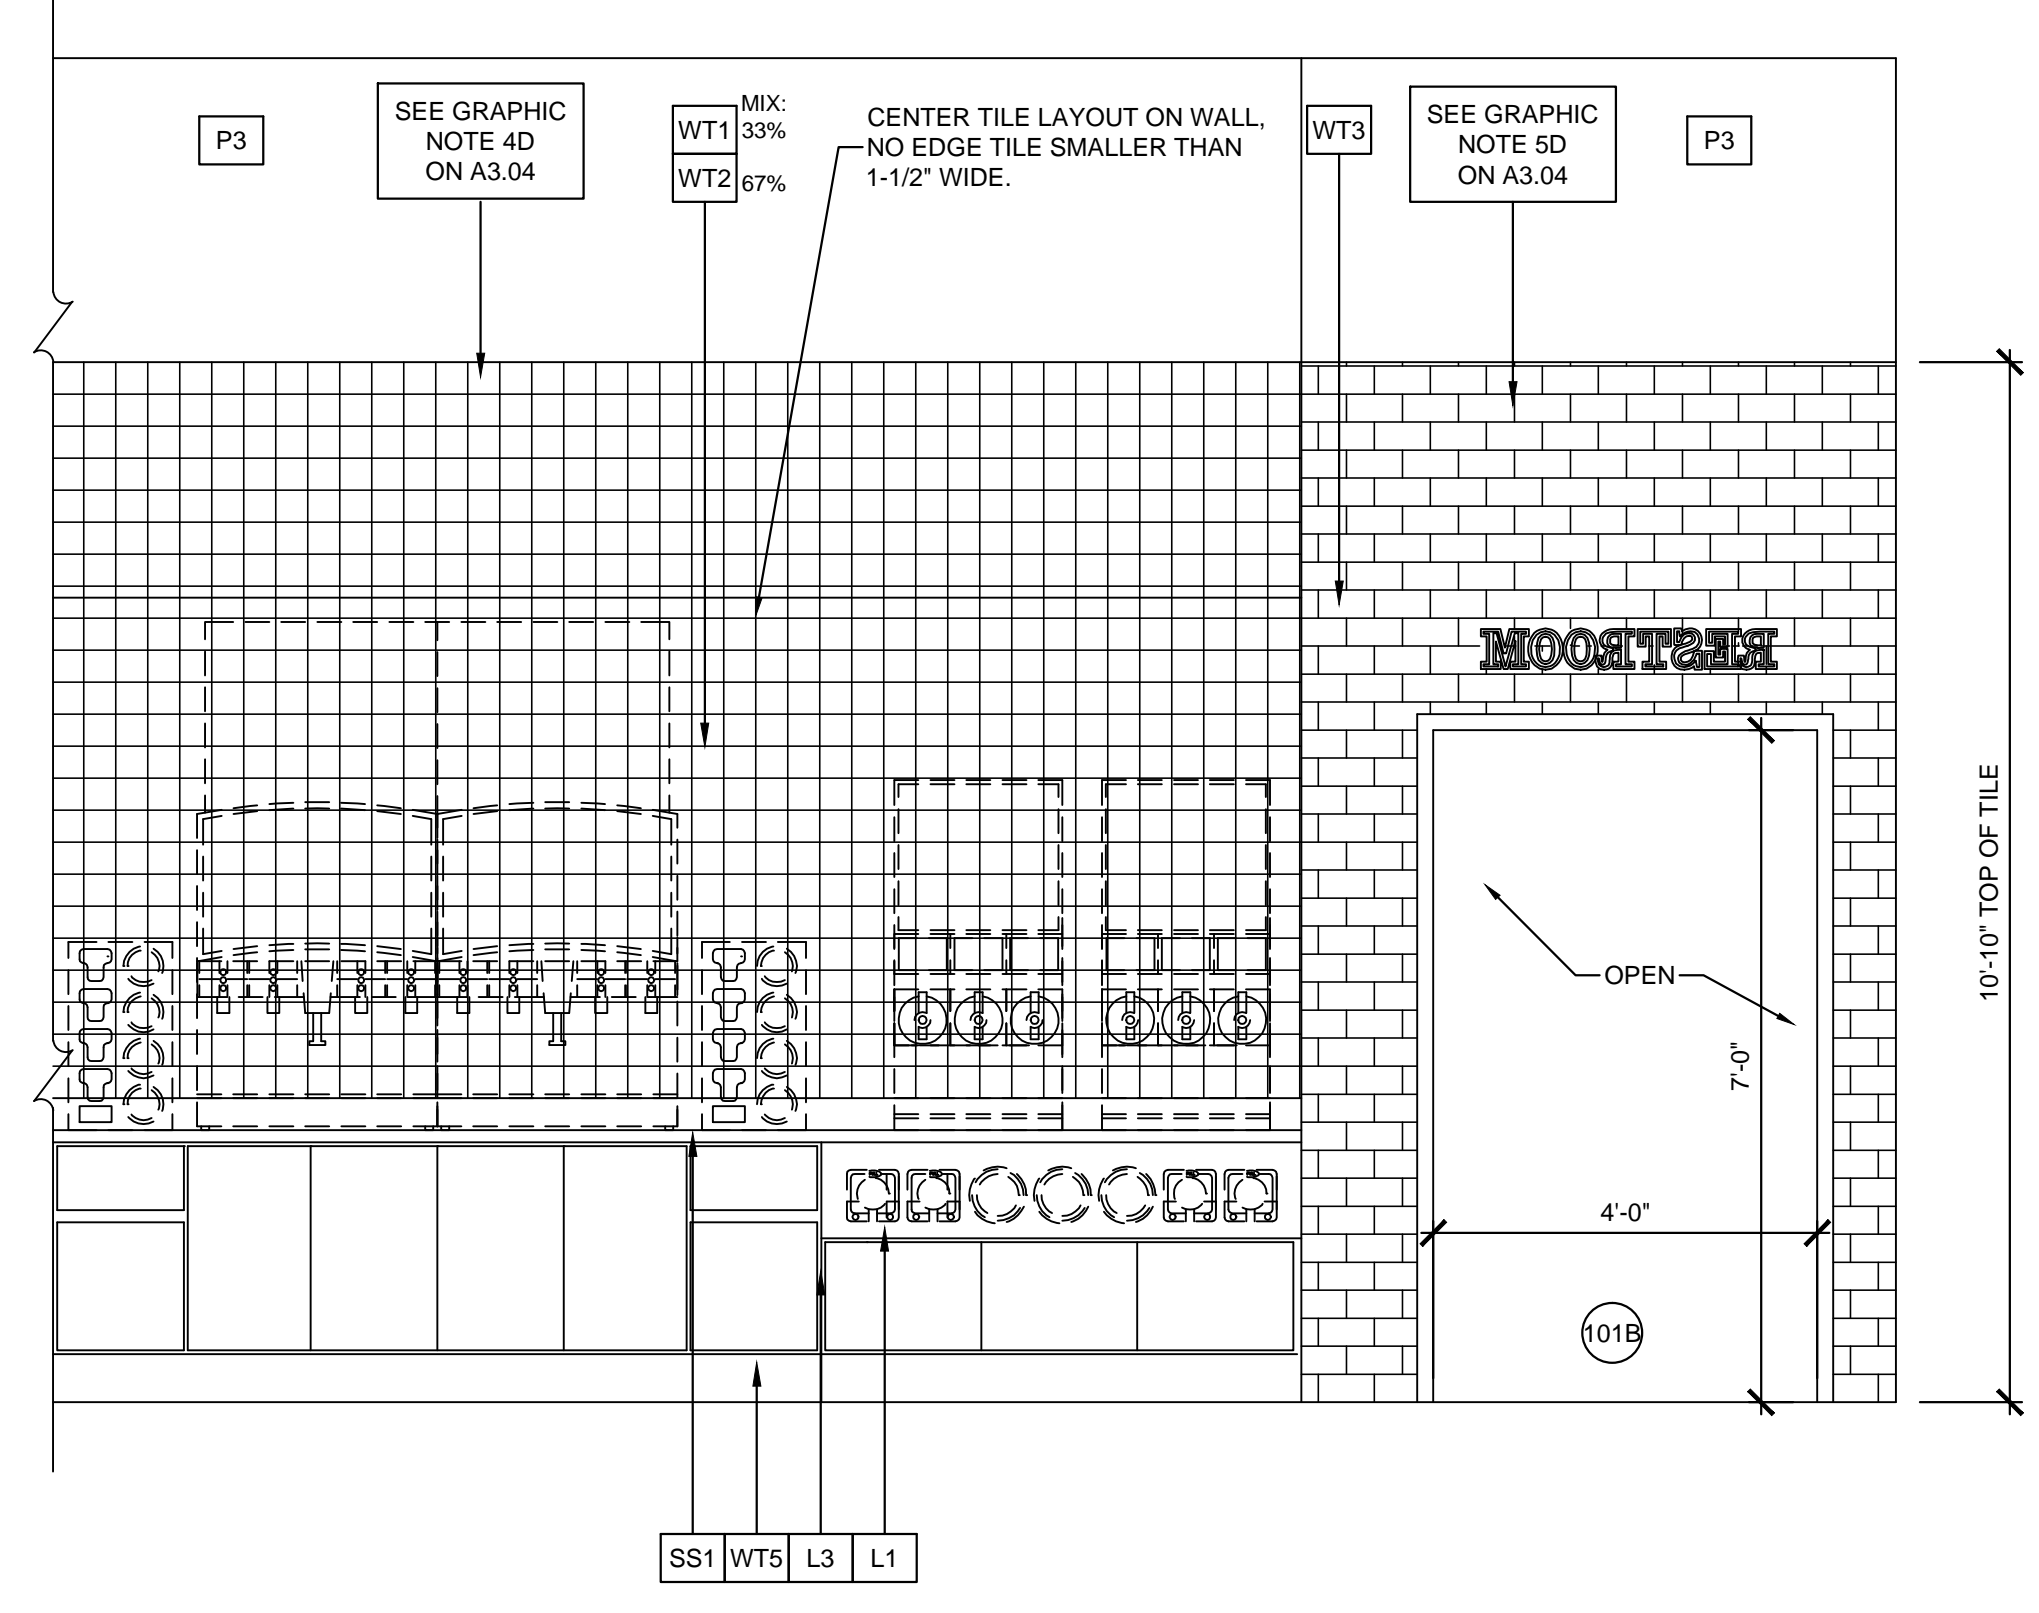 P3
SEE GRAPHIC
NOTE 4D
ON A3.04
WT1
MIX:
33%
WT2
67%
CENTER TILE LAYOUT ON WALL,
NO EDGE TILE SMALLER THAN
1-1/2" WIDE.
WT3
SEE GRAPHIC
NOTE 5D
ON A3.04
P3
RESTROOM
10'-10" TOP OF TILE
OPEN
7'-0"
4'-0"
101B
SS1
WT5
L3
L1